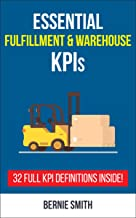 ESSENTIAL
FULFILLMENT & WAREHOUSE
KPIs
32 FULL KPI DEFINITIONS INSIDE!
BERNIE SMITH